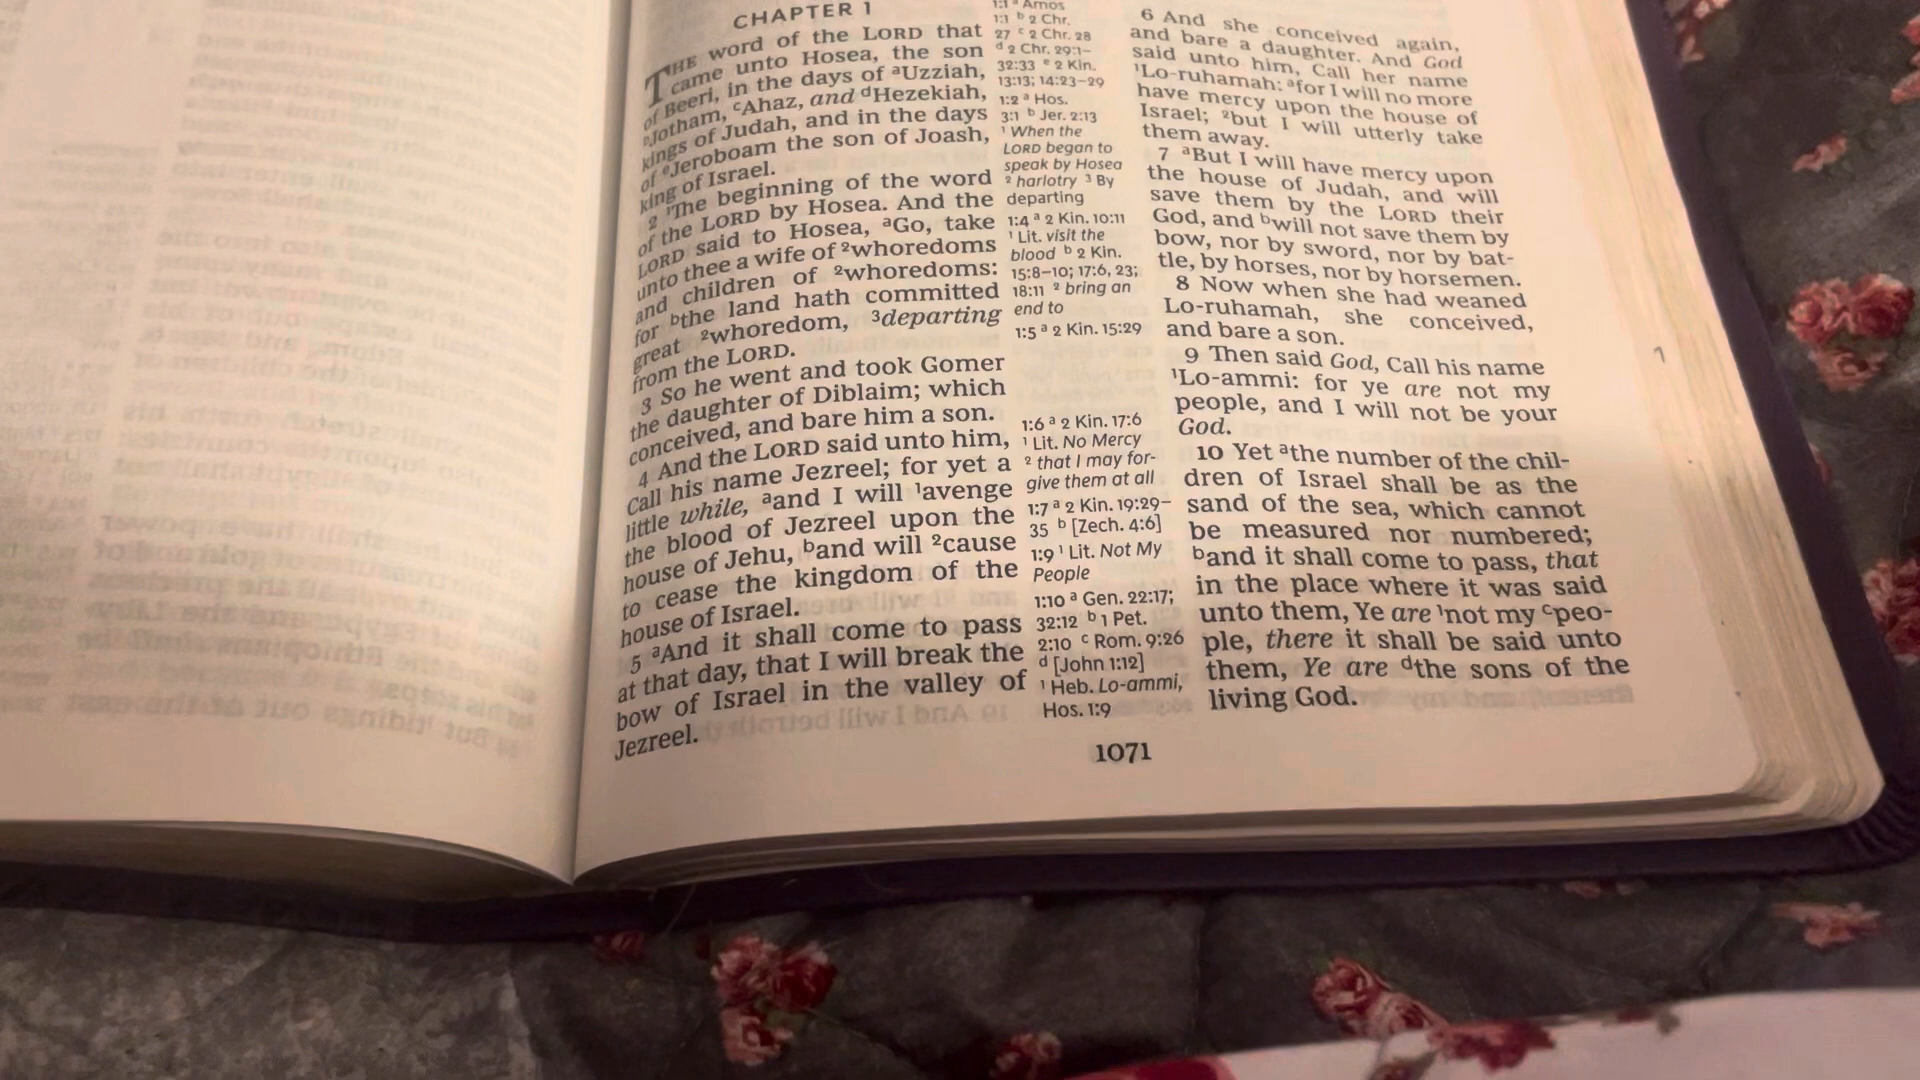 CHAPTER 1
THE word of the LORD that
came unto Hosea, the son
of Beeri, in the days of aUzziah,
bJotham, cAhaz, and dHezekiah,
kings of Judah, and in the days
of eJeroboam the son of Joash,
king of Israel.
2 1The beginning of the word
of the LORD by Hosea. And the
LORD said to Hosea, aGo, take
unto thee a wife of 2whoredoms
and children of 2whoredoms:
for bthe land hath committed
great 2whoredom, 3departing
from the LORD.
3 So he went and took Gomer
the daughter of Diblaim; which
conceived, and bare him a son.
4 And the LORD said unto him,
Call his name Jezreel; for yet a
little while, aand I will 1avenge
the blood of Jezreel upon the
house of Jehu, band will 2cause
to cease the kingdom of the
house of Israel.
5 aAnd it shall come to pass
at that day, that I will break the
bow of Israel in the valley of
Jezreel.
1:1 a Amos
1:1 b 2 Chr.
27 c 2 Chr. 28
d 2 Chr. 29:1–
32:33 e 2 Kin.
13:13; 14:23–29
1:2 a Hos.
3:1 b Jer. 2:13
1 When the
LORD began to
speak by Hosea
2 harlotry 3 By
departing
1:4 a 2 Kin. 10:11
1 Lit. visit the
blood b 2 Kin.
15:8–10; 17:6, 23;
18:11 2 bring an
end to
1:5 a 2 Kin. 15:29
1:6 a 2 Kin. 17:6
1 Lit. No Mercy
2 that I may for-
give them at all
1:7 a 2 Kin. 19:29–
35 b [Zech. 4:6]
1:9 1 Lit. Not My
People
1:10 a Gen. 22:17;
32:12 b 1 Pet.
2:10 c Rom. 9:26
d [John 1:12]
1 Heb. Lo-ammi,
Hos. 1:9
6 And she conceived again,
and bare a daughter. And God
said unto him, Call her name
1Lo-ruhamah: afor I will no more
have mercy upon the house of
Israel; 2but I will utterly take
them away.
7 aBut I will have mercy upon
the house of Judah, and will
save them by the LORD their
God, and bwill not save them by
bow, nor by sword, nor by bat-
tle, by horses, nor by horsemen.
8 Now when she had weaned
Lo-ruhamah, she conceived,
and bare a son.
9 Then said God, Call his name
1Lo-ammi: for ye are not my
people, and I will not be your
God.
10 Yet athe number of the chil-
dren of Israel shall be as the
sand of the sea, which cannot
be measured nor numbered;
band it shall come to pass, that
in the place where it was said
unto them, Ye are 1not my cpeo-
ple, there it shall be said unto
them, Ye are dthe sons of the
living God.
1071